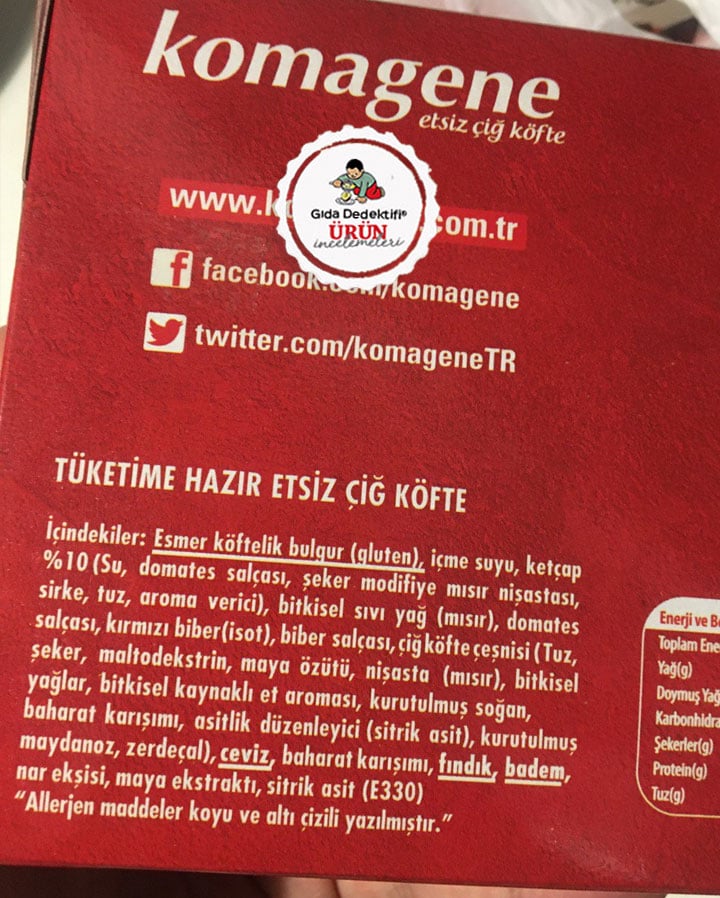 komagene
etsiz çiğ köfte
Gıda Dedektifi®
ÜRÜN
incelemeleri
www.k com.tr
facebook.com/komagene
twitter.com/komageneTR
TÜKETİME HAZIR ETSİZ ÇİĞ KÖFTE
İçindekiler: Esmer köftelik bulgur (gluten), içme suyu, ketçap
%10 (Su, domates salçası, şeker modifiye mısır nişastası,
sirke, tuz, aroma verici), bitkisel sıvı yağ (mısır), domates
salçası, kırmızı biber(isot), biber salçası, çiğ köfte çeşnisi (Tuz,
şeker, maltodekstrin, maya özütü, nişasta (mısır), bitkisel
yağlar, bitkisel kaynaklı et aroması, kurutulmuş soğan,
baharat karışımı, asitlik düzenleyici (sitrik asit), kurutulmuş
maydanoz, zerdeçal), ceviz, baharat karışımı, fındık, badem,
nar ekşisi, maya ekstraktı, sitrik asit (E330)
“Allerjen maddeler koyu ve altı çizili yazılmıştır.”
Enerji ve B
Toplam Ene
Yağ(g)
Doymuş Yağ
Karbonhidra
Şekerler(g)
Protein(g)
Tuz(g)